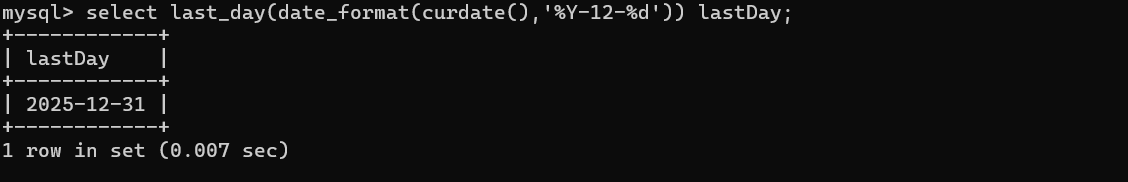 mysql> select last_day(date_format(curdate(),'%Y-12-%d')) lastDay;
+------------+
| lastDay    |
+------------+
| 2025-12-31 |
+------------+
1 row in set (0.007 sec)